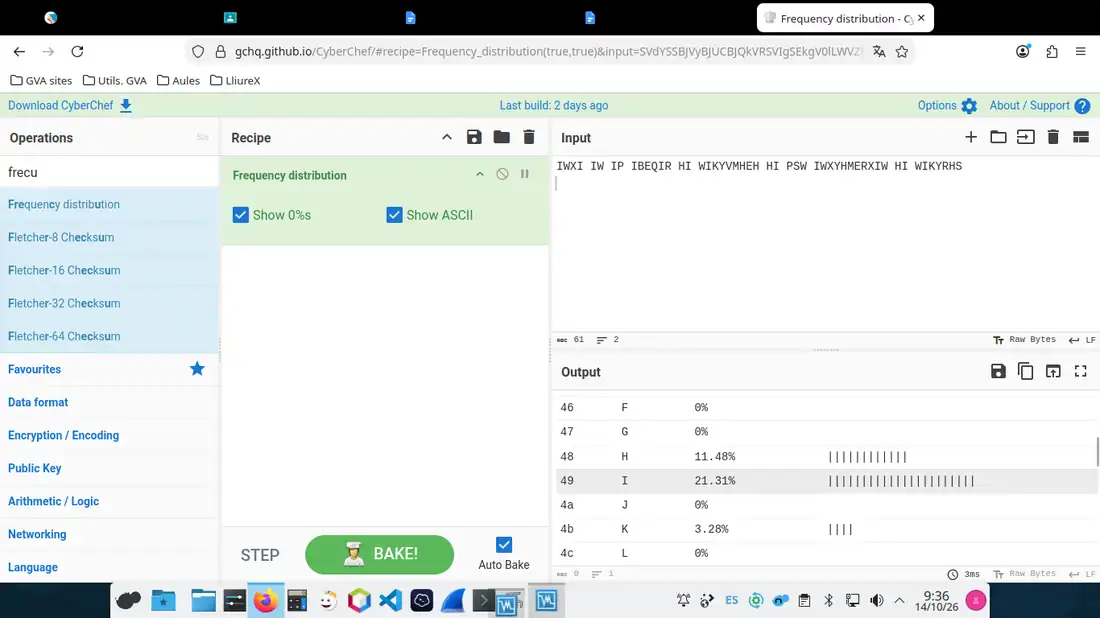 Frequency distribution - Cy
gchq.github.io/CyberChef/#recipe=Frequency_distribution(true,true)&input=SVdYSSBJVyBJUCBJQkVRSVIgSEkgV0lLWVZ
GVA sites Utils. GVA Aules LliureX
Download CyberChef Last build: 2 days ago Options About / Support
Operations Recipe Input
frecu
IWXI IW IP IBEQIR HI WIKYVMHEH HI PSW IWXYHMERXIW HI WIKYRHS
Frequency distribution
Show 0%s Show ASCII
Frequency distribution
Fletcher-8 Checksum
Fletcher-16 Checksum
Fletcher-32 Checksum
Fletcher-64 Checksum
61 2 Raw Bytes LF
Output
Favourites
Data format
Encryption / Encoding
Public Key
Arithmetic / Logic
Networking
Language
46 F 0%
47 G 0%
48 H 11.48% ||||||||||||
49 I 21.31% ||||||||||||||||||||||
4a J 0%
4b K 3.28% ||||
4c L 0%
STEP BAKE! Auto Bake
0 1 3ms Raw Bytes LF
ES 9:36
14/10/26